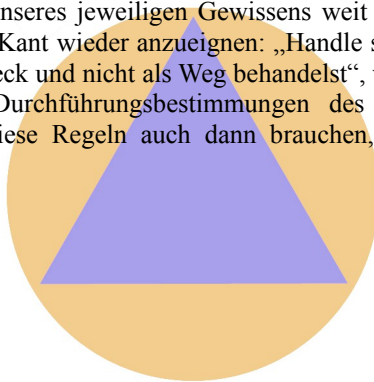 nseres jeweiligen Gewissens weit
Kant wieder anzueignen: „Handle s
eck und nicht als Weg behandelst“,
Durchführungsbestimmungen des
iese Regeln auch dann brauchen,